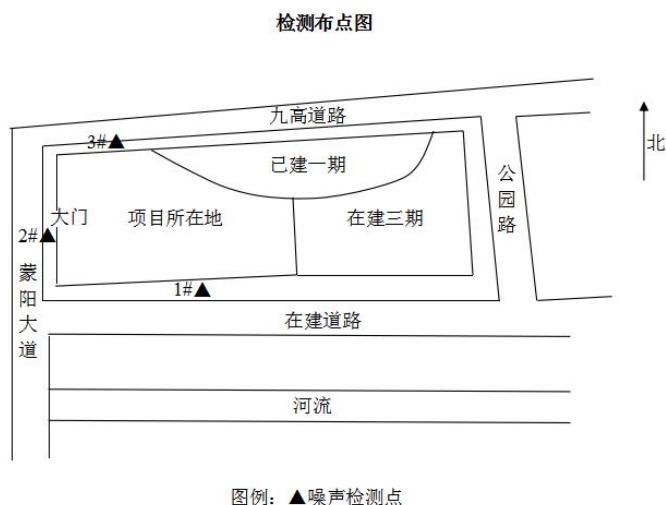 检测布点图
九高道路
北
3#▲
已建一期
公园路
大门
项目所在地
在建三期
2#▲
蒙阳大道
1#▲
在建道路
河流
图例：▲噪声检测点